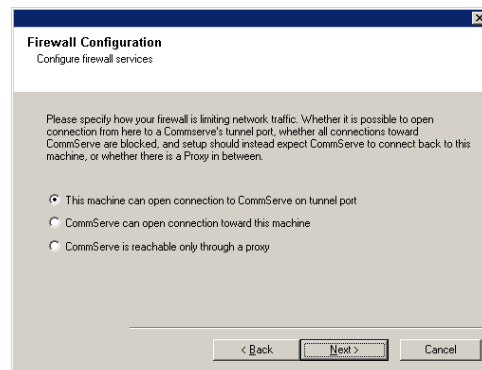 Firewall Configuration
Configure firewall services
Please specify how your firewall is limiting network traffic. Whether it is possible to open
connection from here to a Commserve's tunnel port, whether all connections toward
CommServe are blocked, and setup should instead expect CommServe to connect back to this
machine, or whether there is a Proxy in between.
This machine can open connection to CommServe on tunnel port
CommServe can open connection toward this machine
CommServe is reachable only through a proxy
< Back
Next >
Cancel